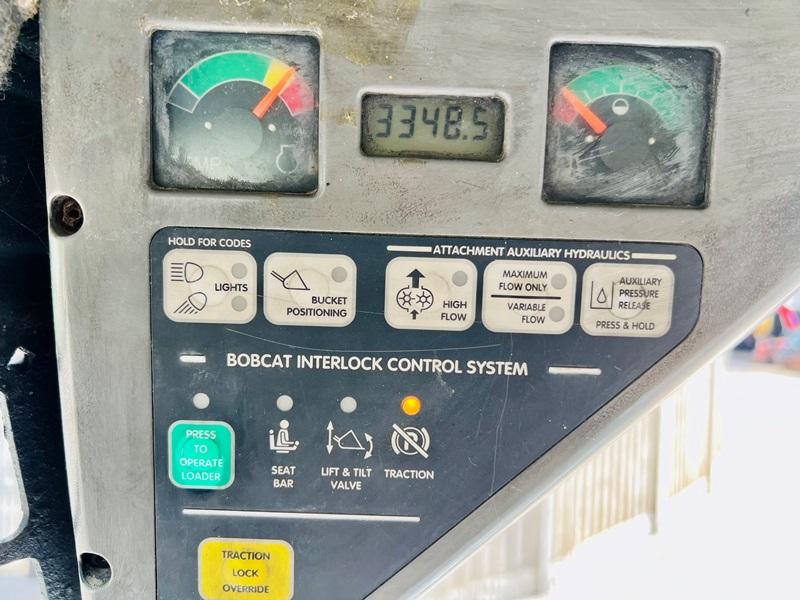 3348.5
HOLD FOR CODES
ATTACHMENT AUXILIARY HYDRAULICS
LIGHTS
BUCKET
POSITIONING
HIGH
FLOW
MAXIMUM
FLOW ONLY
VARIABLE
FLOW
AUXILIARY
PRESSURE
RELEASE
PRESS & HOLD
BOBCAT INTERLOCK CONTROL SYSTEM
PRESS
TO
OPERATE
LOADER
SEAT
BAR
LIFT & TILT
VALVE
TRACTION
TRACTION
LOCK
OVERRIDE